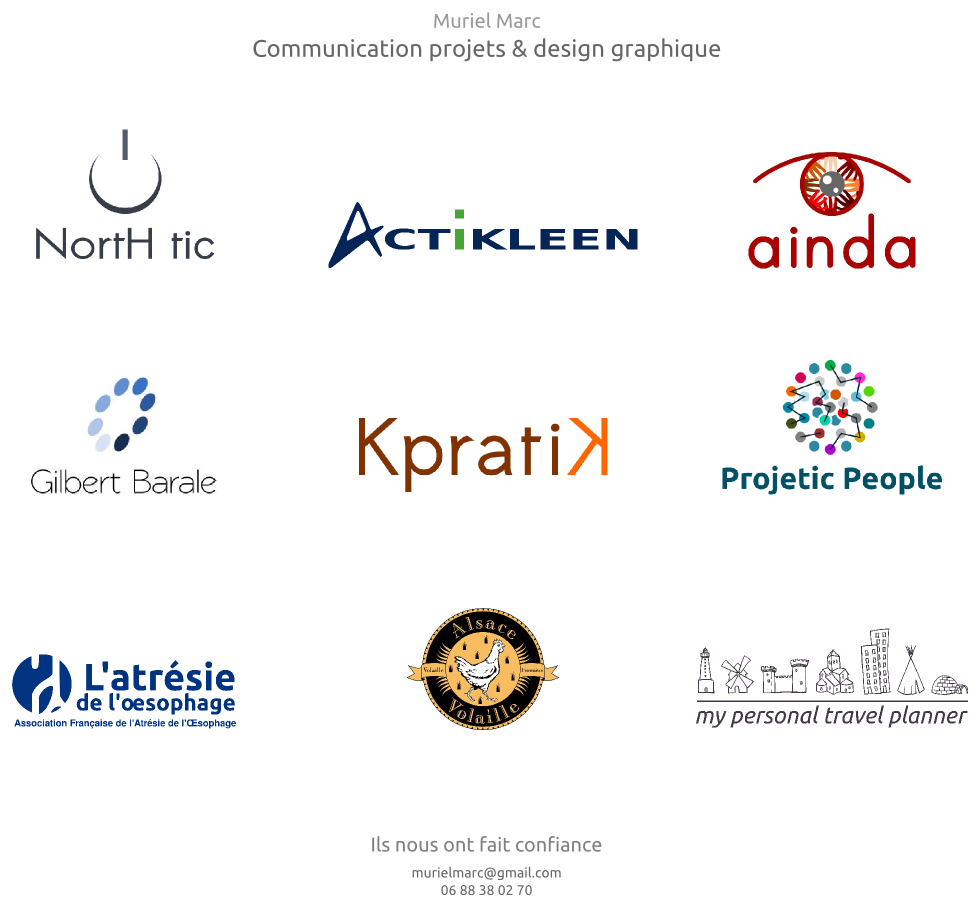 Muriel Marc
Communication projets & design graphique
NortH tic
ACTiKLEEN
ainda
Gilbert Barale
KpratiK
Projetic People
L'atrésie
de l'œsophage
Association Française de l'Atrésie de l'Œsophage
Alsace
Volaille Fermière
Volaille
my personal travel planner
Ils nous ont fait confiance
murielmarc@gmail.com
06 88 38 02 70